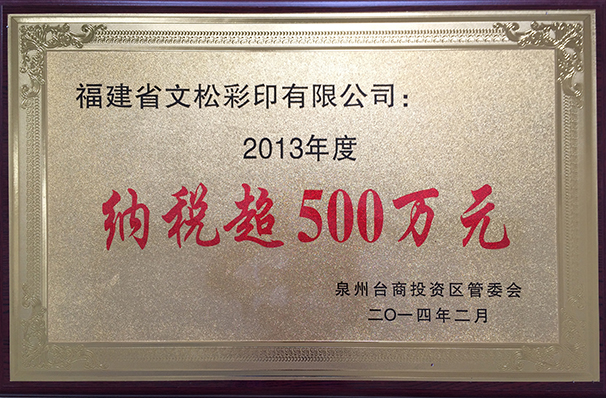 福建省文松彩印有限公司：
2013年度
纳税超500万元
泉州台商投资区管委会
二〇一四年二月